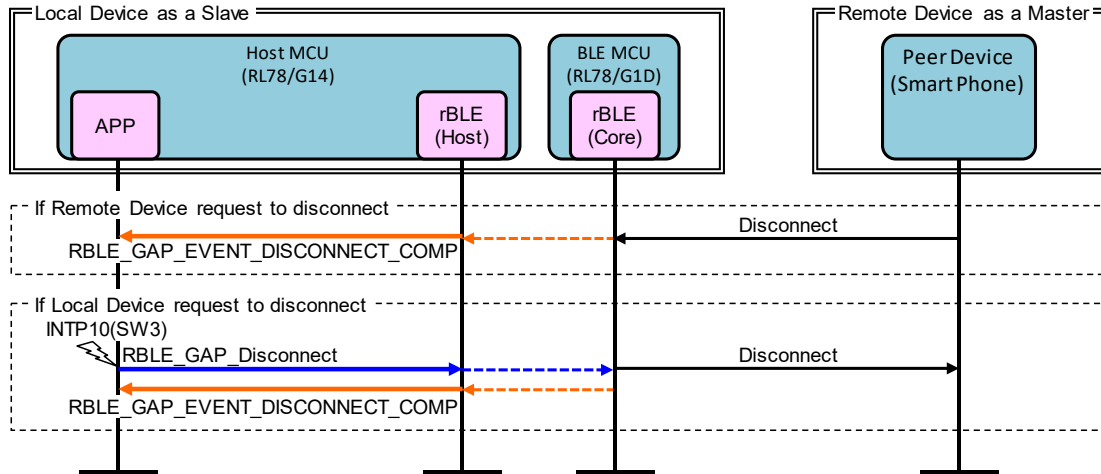 Local Device as a Slave
Remote Device as a Master
Host MCU
(RL78/G14)
BLE MCU
(RL78/G1D)
Peer Device
(Smart Phone)
APP
rBLE
(Host)
rBLE
(Core)
If Remote Device request to disconnect
Disconnect
RBLE_GAP_EVENT_DISCONNECT_COMP
If Local Device request to disconnect
INTP10(SW3)
RBLE_GAP_Disconnect
Disconnect
RBLE_GAP_EVENT_DISCONNECT_COMP